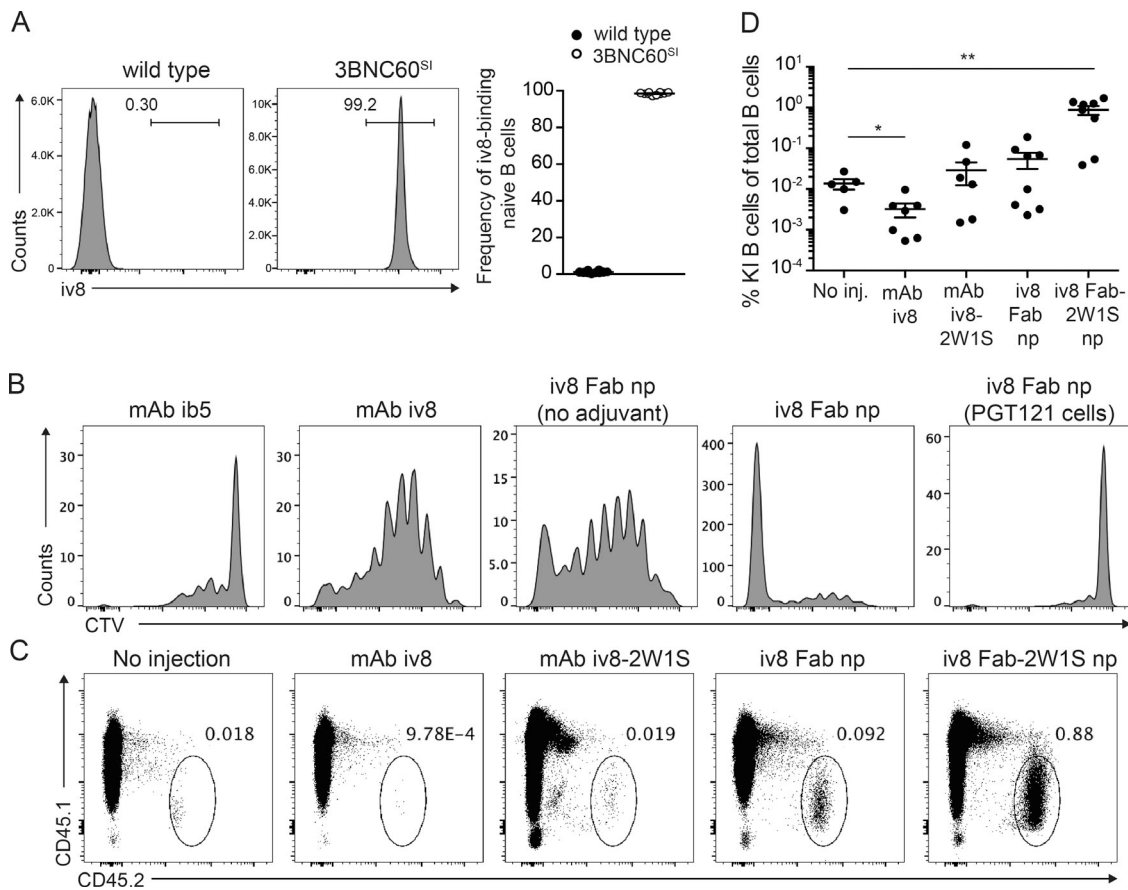 A
wild type
3BNC60SI
6.0K
4.0K
2.0K
0
0.30
10K
8.0K
6.0K
4.0K
2.0K
0
99.2
Counts
iv8
wild type
3BNC60SI
Frequency of iv8-binding
naive B cells
100
80
60
40
20
0
D
% KI B cells of total B cells
10^1
10^0
10^-1
10^-2
10^-3
10^-4
*
**
No inj.
mAb
iv8
mAb
iv8-
2W1S
iv8
Fab
np
iv8 Fab-
2W1S
np
B
mAb ib5
mAb iv8
iv8 Fab np
(no adjuvant)
iv8 Fab np
iv8 Fab np
(PGT121 cells)
Counts
30
20
10
0
30
20
10
0
20
15
10
5
0
400
300
200
100
0
60
40
20
0
CTV
C
No injection
mAb iv8
mAb iv8-2W1S
iv8 Fab np
iv8 Fab-2W1S np
0.018
9.78E-4
0.019
0.092
0.88
CD45.1
CD45.2